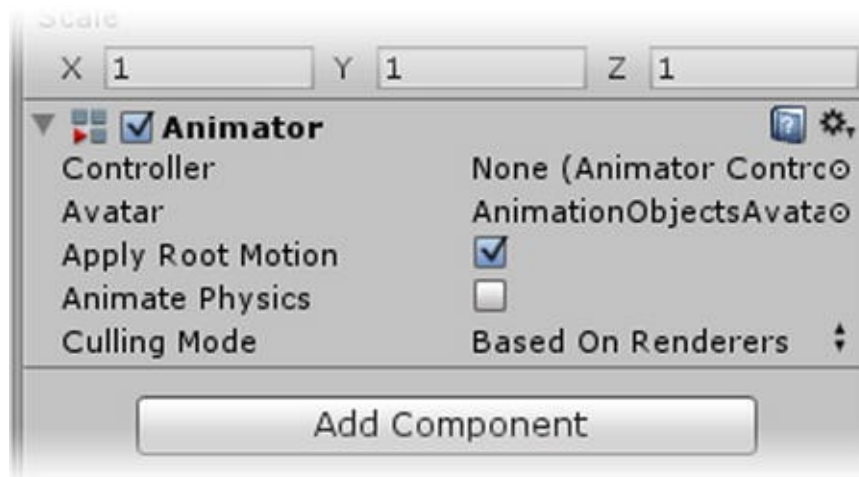 Scale
X 1 Y 1 Z 1
Animator
Controller None (Animator Contro
Avatar AnimationObjectsAvata
Apply Root Motion
Animate Physics
Culling Mode Based On Renderers
Add Component